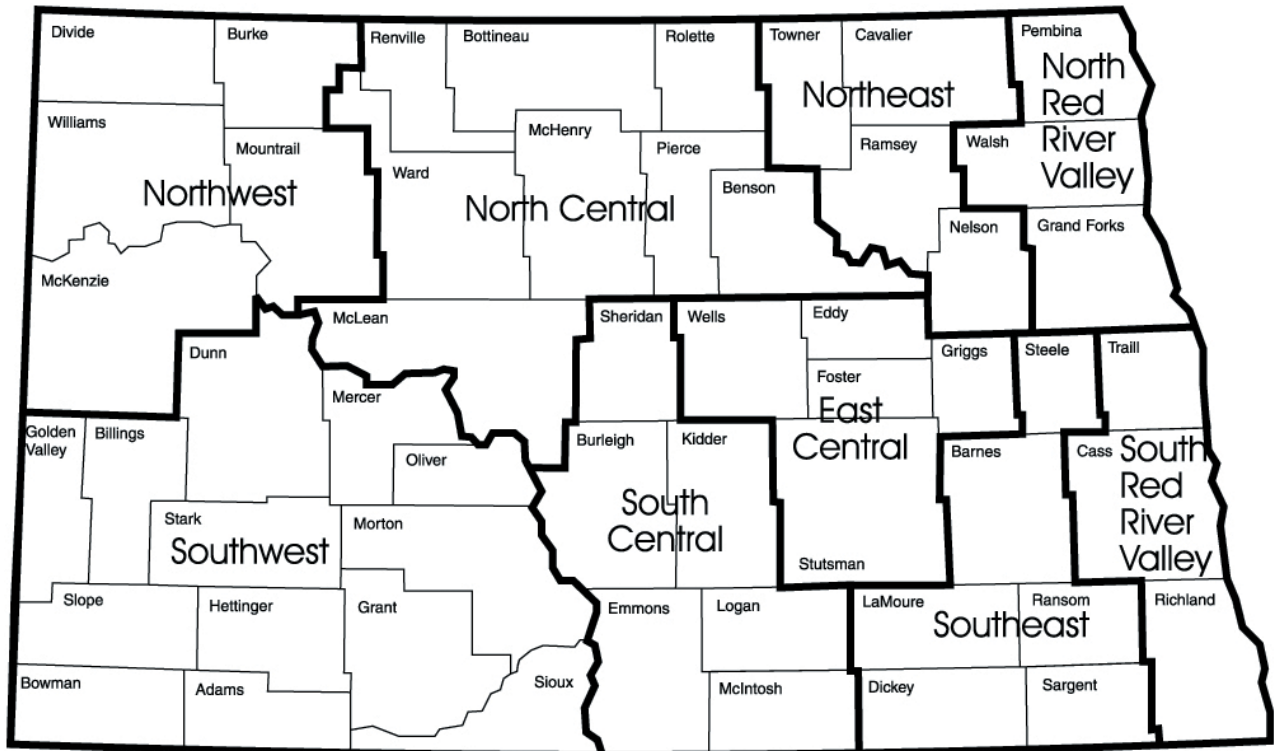 Divide
Burke
Renville
Bottineau
Rolette
Towner
Cavalier
Pembina
North
Red
River
Valley
Northeast
Williams
Mountrail
McHenry
Pierce
Ramsey
Walsh
Ward
Benson
Northwest
North Central
Nelson
Grand Forks
McKenzie
McLean
Sheridan
Wells
Eddy
Griggs
Steele
Traill
Dunn
Mercer
Foster
East
Central
Golden
Valley
Billings
Oliver
Burleigh
Kidder
Barnes
Cass
South
Red
River
Valley
Stark
Southwest
Morton
South
Central
Stutsman
Slope
Hettinger
Grant
Emmons
Logan
LaMoure
Ransom
Richland
Southeast
Bowman
Adams
Sioux
McIntosh
Dickey
Sargent